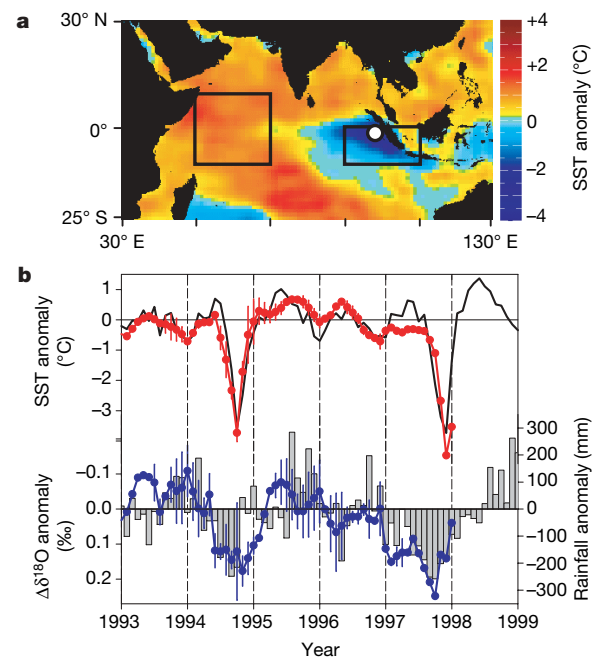 a
30° N
0°
25° S
30° E
130° E
+4
+2
0
−2
−4
SST anomaly (°C)
b
1
0
−1
−2
−3
SST anomaly
(°C)
−0.1
0.0
0.1
0.2
Δδ18O anomaly
(‰)
300
200
100
0
−100
−200
−300
Rainfall anomaly (mm)
1993
1994
1995
1996
1997
1998
1999
Year